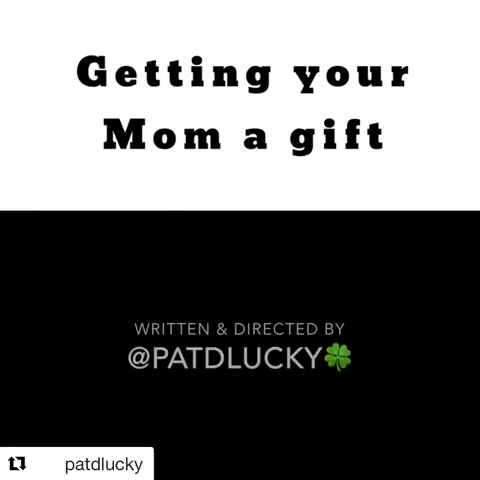 Getting your
Mom a gift
WRITTEN & DIRECTED BY
@PATDLUCKY🍀
patdlucky